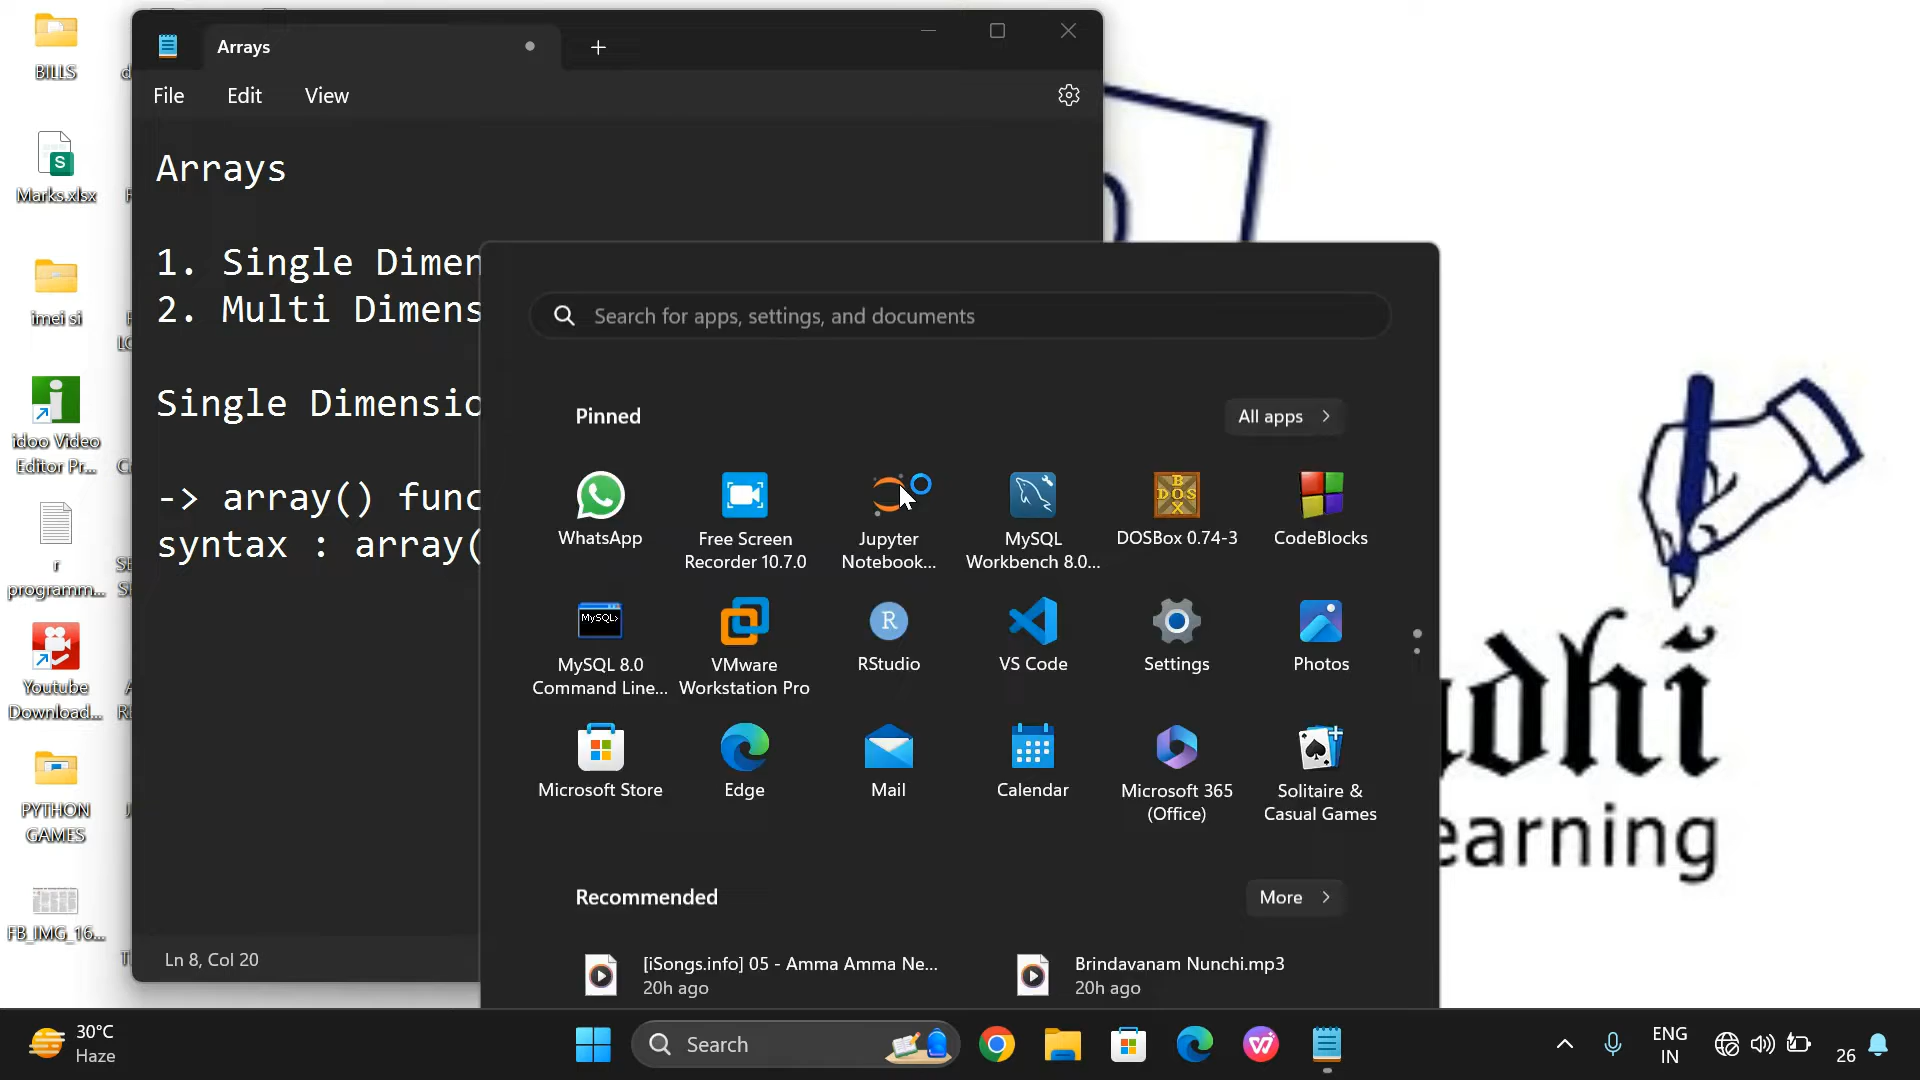 BILLS
Marks.xlsx
imei si
idoo Video
Editor Pr...
r
programm...
Youtube
Download...
PYTHON
GAMES
FB_IMG_16...
Arrays
File
Edit
View
Arrays
1. Single Dimen
2. Multi Dimens
Single Dimensio
-> array() func
syntax : array(
Ln 8, Col 20
Search for apps, settings, and documents
Pinned
All apps
WhatsApp
Free Screen
Recorder 10.7.0
Jupyter
Notebook...
MySQL
Workbench 8.0...
DOSBox 0.74-3
CodeBlocks
MySQL 8.0
Command Line...
VMware
Workstation Pro
RStudio
VS Code
Settings
Photos
Microsoft Store
Edge
Mail
Calendar
Microsoft 365
(Office)
Solitaire &
Casual Games
Recommended
More
[iSongs.info] 05 - Amma Amma Ne...
20h ago
Brindavanam Nunchi.mp3
20h ago
dhi
earning
30°C
Haze
Search
ENG
IN
26